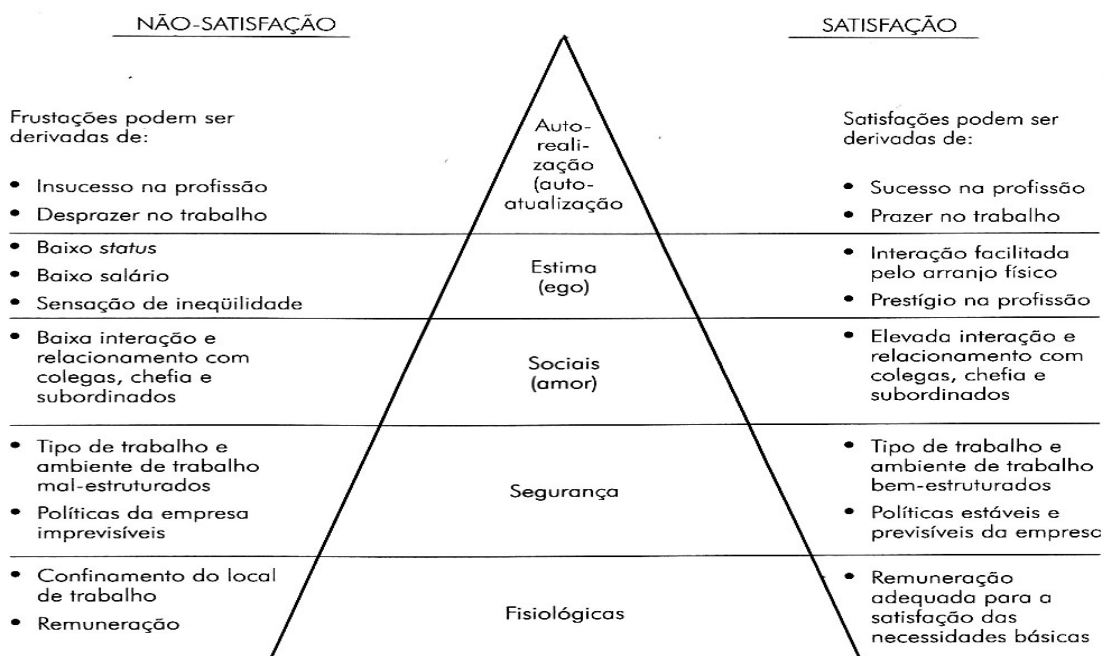 NÃO-SATISFAÇÃO
SATISFAÇÃO
Frustações podem ser
derivadas de:
• Insucesso na profissão
• Desprazer no trabalho
Auto-
reali-
zação
(auto-
atualização
Satisfações podem ser
derivadas de:
• Sucesso na profissão
• Prazer no trabalho
• Baixo status
• Baixo salário
• Sensação de ineqüilidade
Estima
(ego)
• Interação facilitada
pelo arranjo físico
• Prestígio na profissão
• Baixa interação e
relacionamento com
colegas, chefia e
subordinados
Sociais
(amor)
• Elevada interação e
relacionamento com
colegas, chefia e
subordinados
• Tipo de trabalho e
ambiente de trabalho
mal-estruturados
• Políticas da empresa
imprevisíveis
Segurança
• Tipo de trabalho e
ambiente de trabalho
bem-estruturados
• Políticas estáveis e
previsíveis da empresa
• Confinamento do local
de trabalho
• Remuneração
Fisiológicas
• Remuneração
adequada para a
satisfação das
necessidades básicas